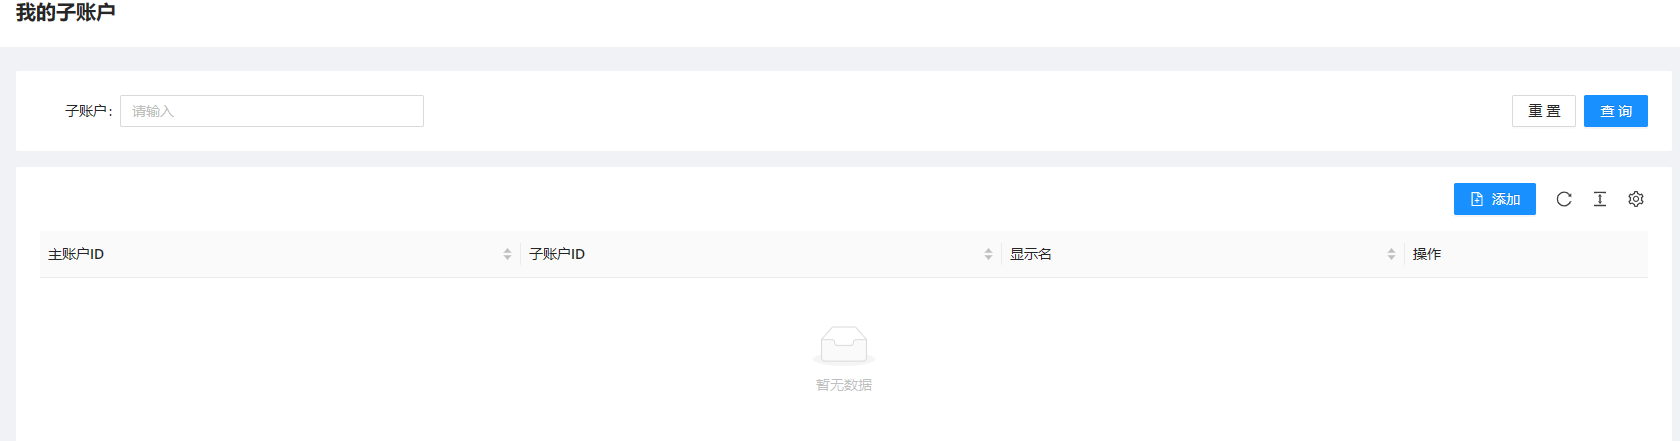 我的子账户
子账户: 请输入 重 置 查 询
添加
主账户ID 子账户ID 显示名 操作
暂无数据